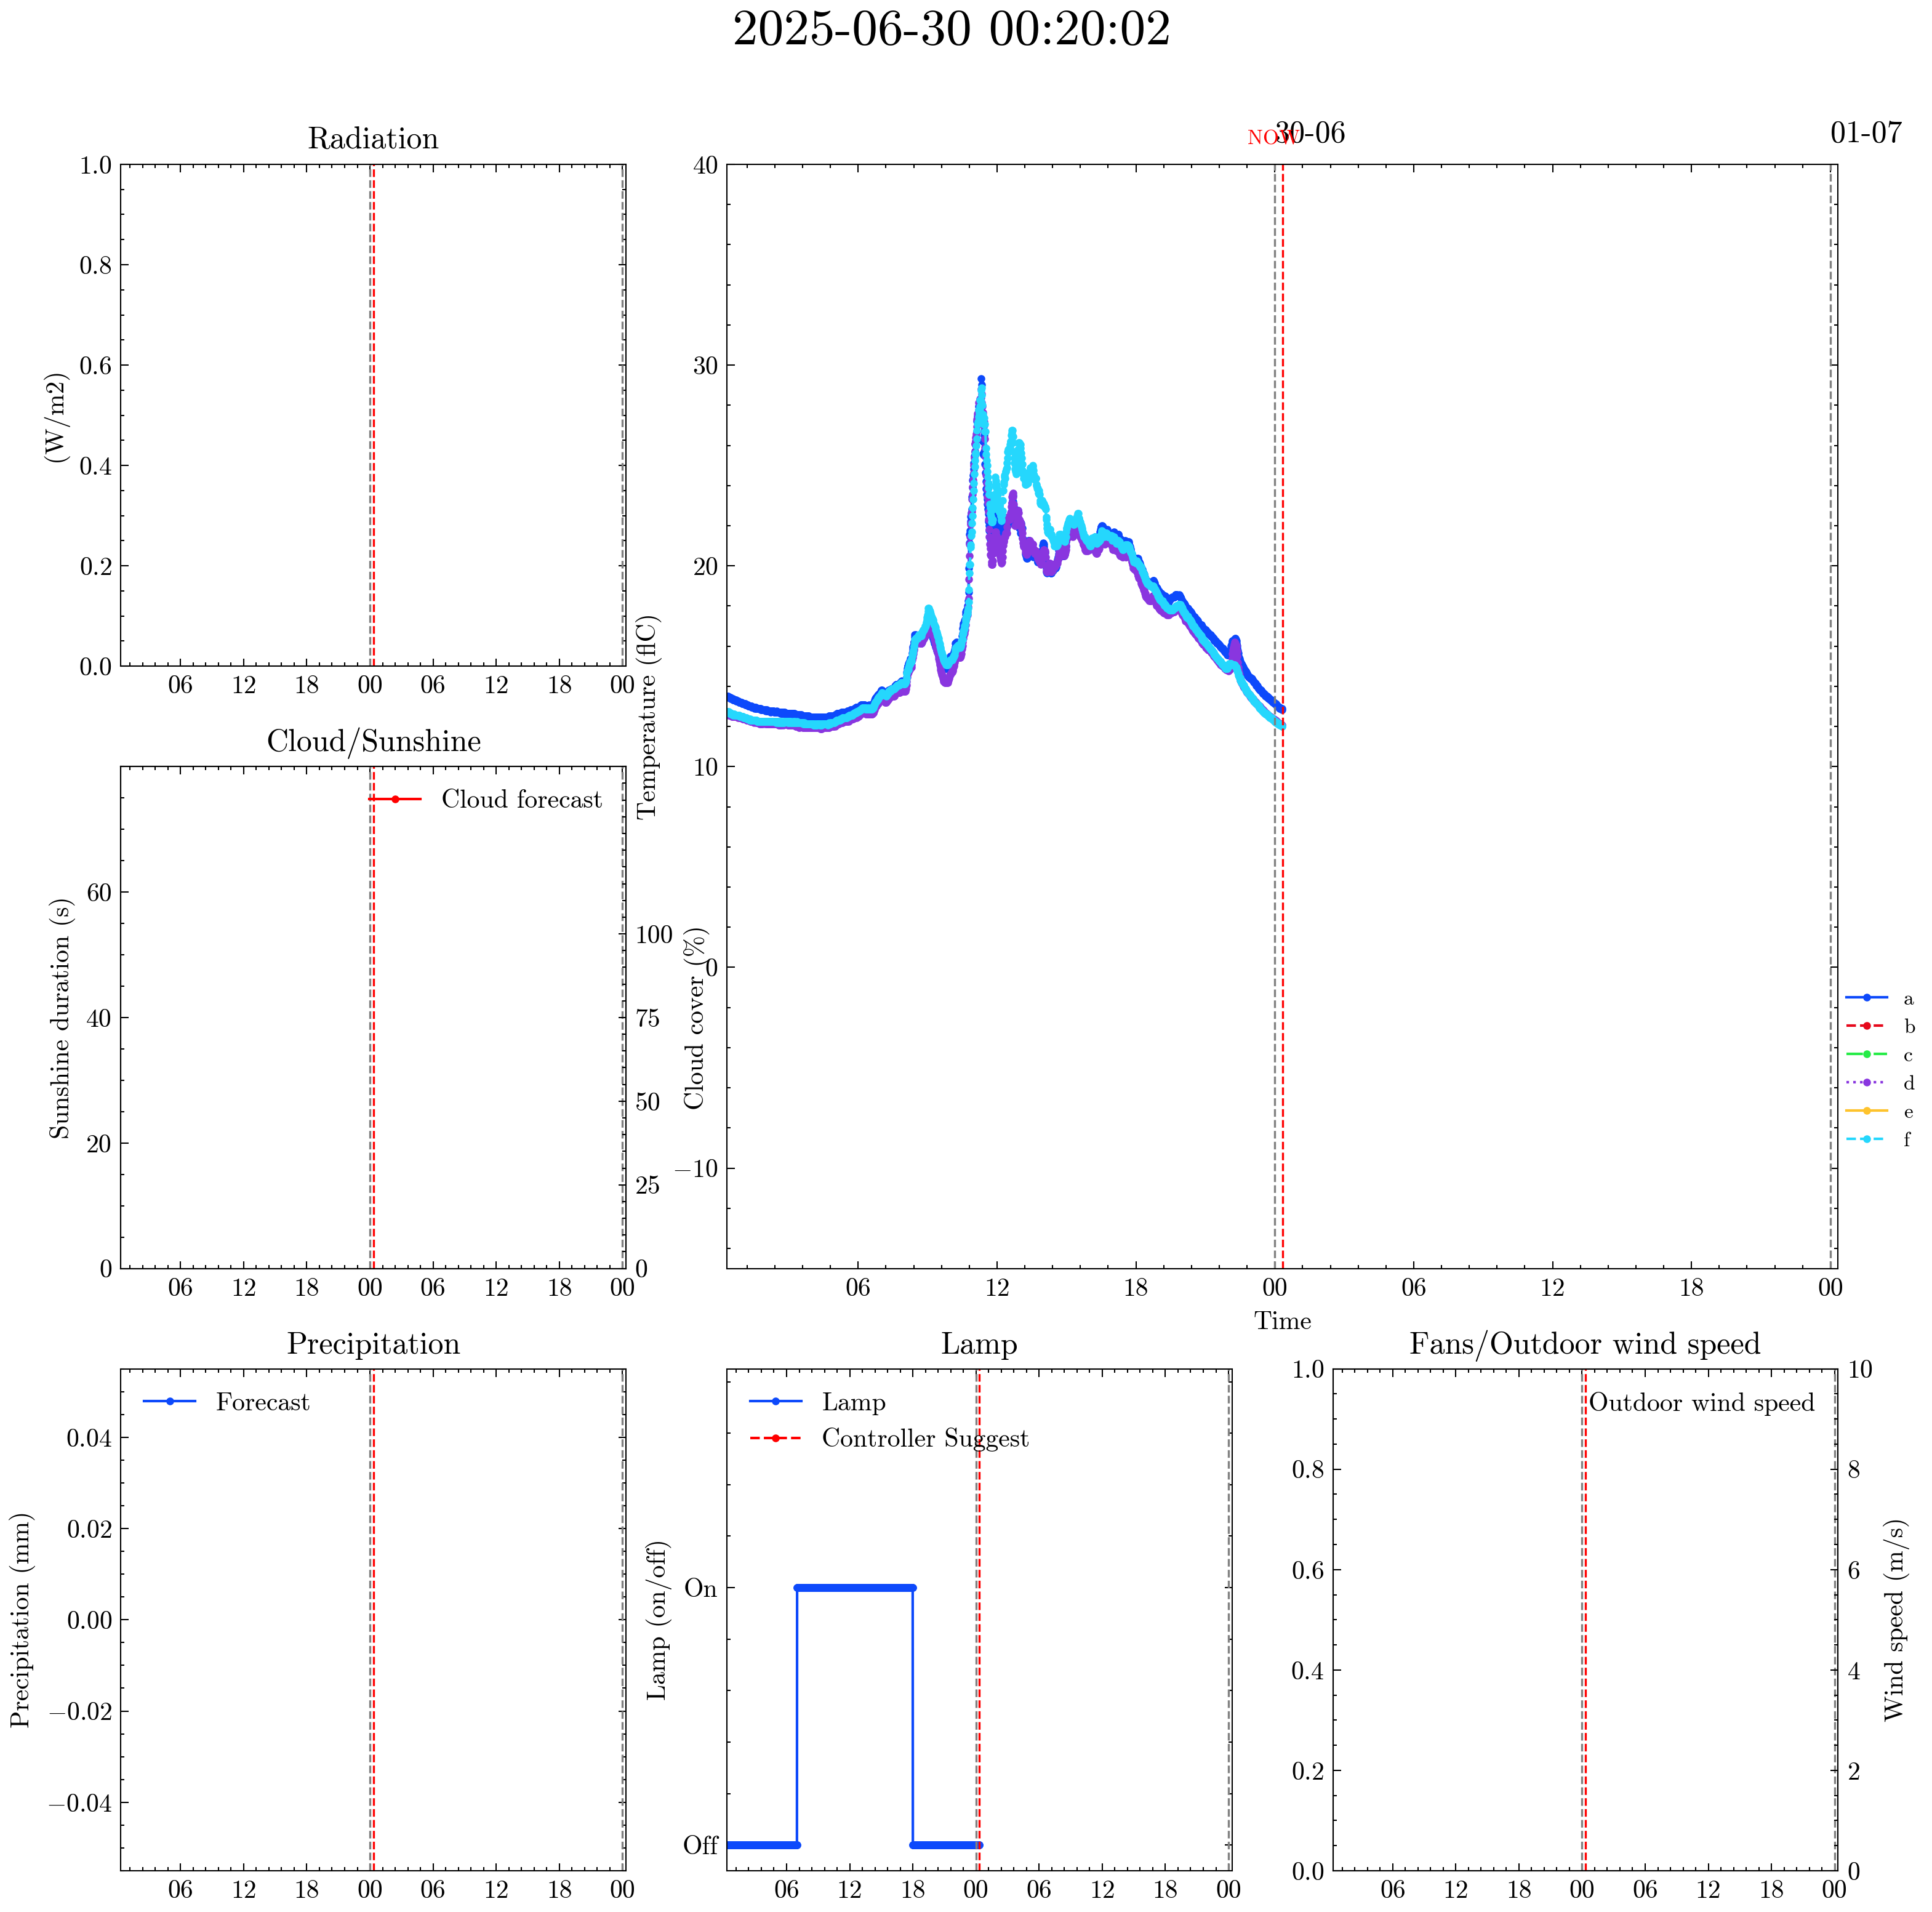 2025-06-30 00:20:02
Radiation
1.0
0.8
0.6
0.4
0.2
0.0
(W/m2)
06 12 18 00 06 12 18 00
NOW
30-06
01-07
40
30
20
10
0
−10
Temperature (flC)
06 12 18 00 06 12 18 00
Time
a
b
c
d
e
f
Cloud/Sunshine
Cloud forecast
60
40
20
0
Sunshine duration (s)
100
75
50
25
0
Cloud cover (%)
06 12 18 00 06 12 18 00
Precipitation
Forecast
0.04
0.02
0.00
−0.02
−0.04
Precipitation (mm)
06 12 18 00 06 12 18 00
Lamp
Lamp
Controller Suggest
On
Off
Lamp (on/off)
06 12 18 00 06 12 18 00
Fans/Outdoor wind speed
Outdoor wind speed
1.0
0.8
0.6
0.4
0.2
0.0
10
8
6
4
2
0
Wind speed (m/s)
06 12 18 00 06 12 18 00